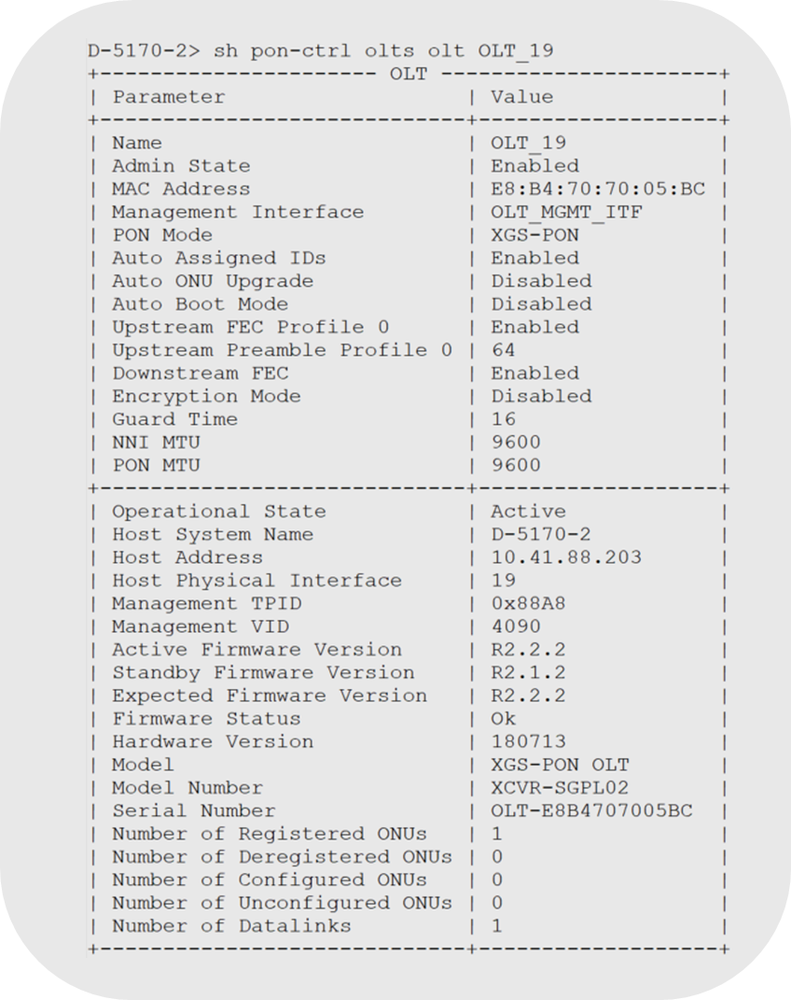 D-5170-2> sh pon-ctrl olts olt OLT_19
+---------------------- OLT ----------------------+
| Parameter | Value |
+-----------------------------+-------------------+
| Name | OLT_19 |
| Admin State | Enabled |
| MAC Address | E8:B4:70:70:05:BC |
| Management Interface | OLT_MGMT_ITF |
| PON Mode | XGS-PON |
| Auto Assigned IDs | Enabled |
| Auto ONU Upgrade | Disabled |
| Auto Boot Mode | Disabled |
| Upstream FEC Profile 0 | Enabled |
| Upstream Preamble Profile 0 | 64 |
| Downstream FEC | Enabled |
| Encryption Mode | Disabled |
| Guard Time | 16 |
| NNI MTU | 9600 |
| PON MTU | 9600 |
+-----------------------------+-------------------+
| Operational State | Active |
| Host System Name | D-5170-2 |
| Host Address | 10.41.88.203 |
| Host Physical Interface | 19 |
| Management TPID | 0x88A8 |
| Management VID | 4090 |
| Active Firmware Version | R2.2.2 |
| Standby Firmware Version | R2.1.2 |
| Expected Firmware Version | R2.2.2 |
| Firmware Status | Ok |
| Hardware Version | 180713 |
| Model | XGS-PON OLT |
| Model Number | XCVR-SGPL02 |
| Serial Number | OLT-E8B4707005BC |
| Number of Registered ONUs | 1 |
| Number of Deregistered ONUs | 0 |
| Number of Configured ONUs | 0 |
| Number of Unconfigured ONUs | 0 |
| Number of Datalinks | 1 |
+-----------------------------+-------------------+